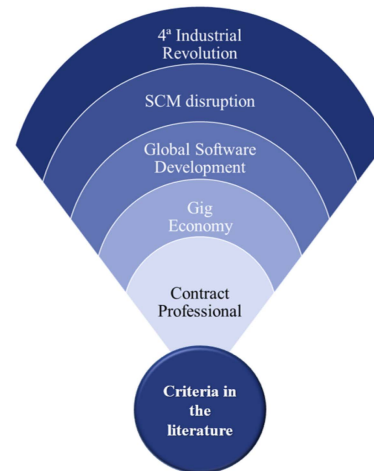 4ª Industrial
Revolution
SCM disruption
Global Software
Development
Gig
Economy
Contract
Professional
Criteria in
the
literature